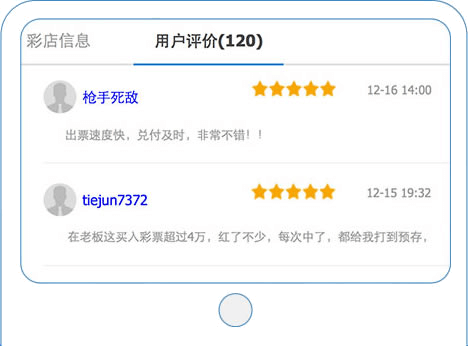 彩店信息 用户评价(120)
枪手死敌 12-16 14:00
出票速度快，兑付及时，非常不错！！
tiejun7372 12-15 19:32
在老板这买入彩票超过4万，红了不少，每次中了，都给我打到预存，